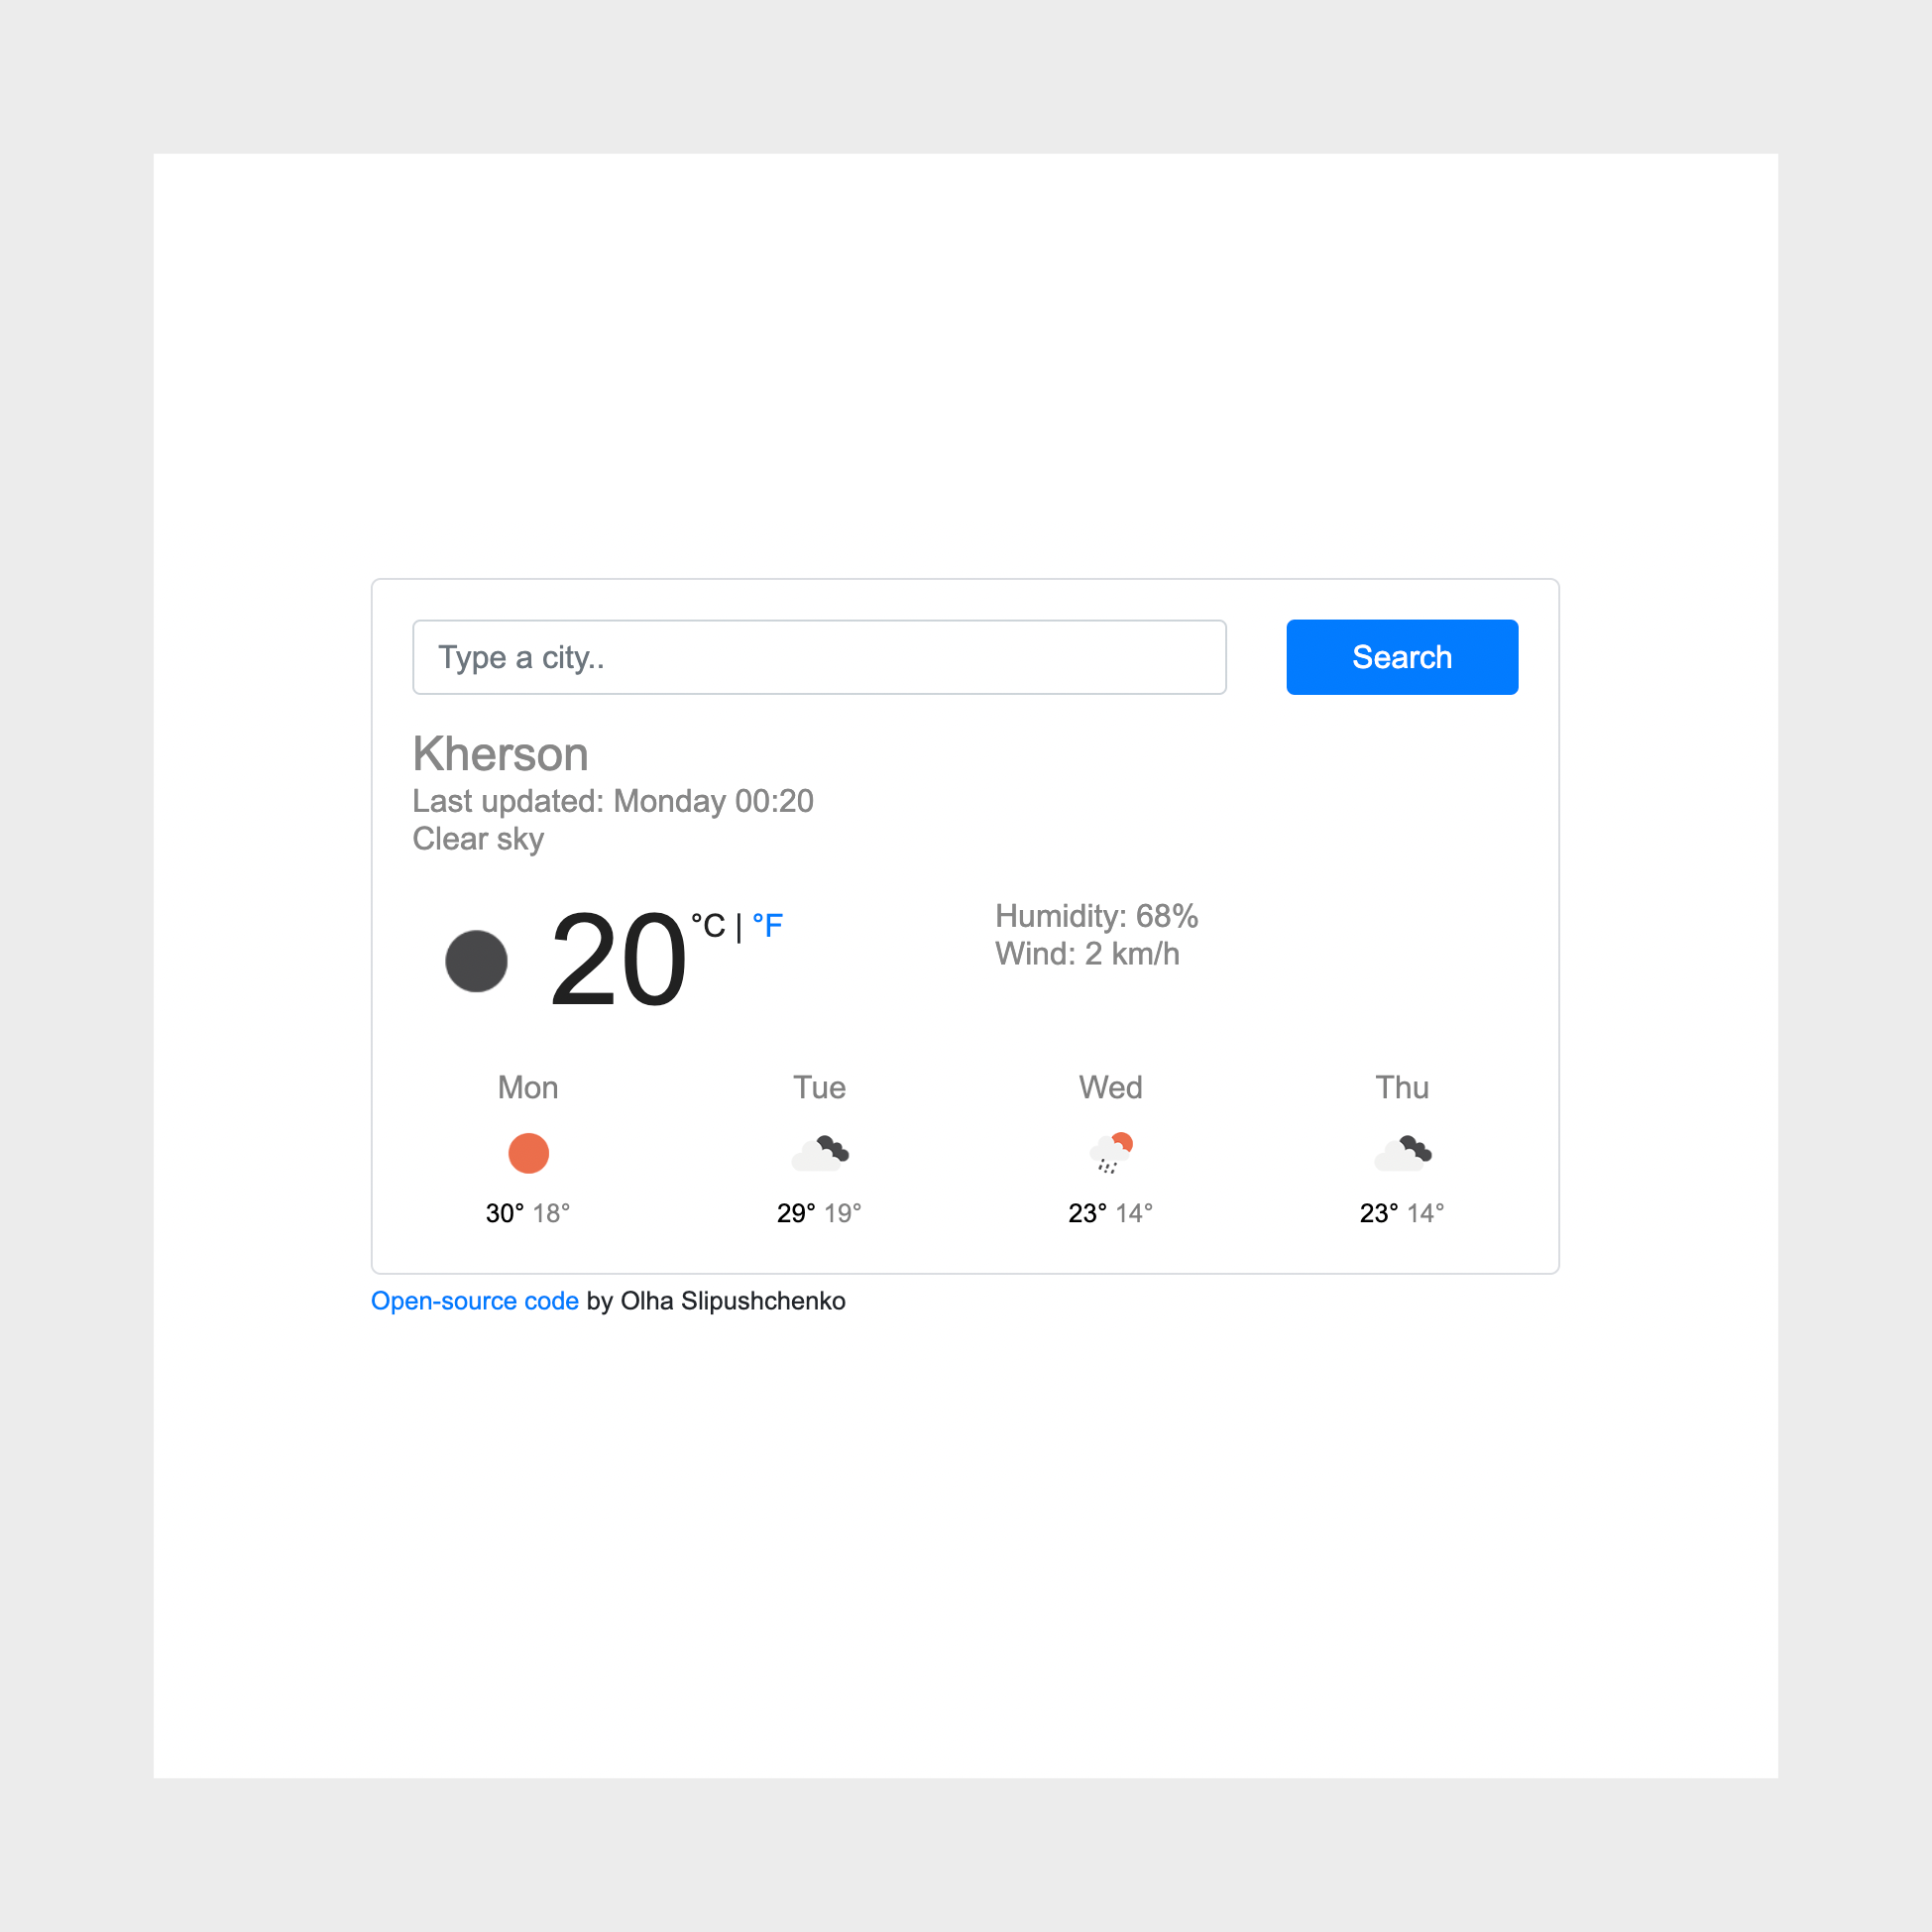 Type a city..
Search
Kherson
Last updated: Monday 00:20
Clear sky
20°C | °F
Humidity: 68%
Wind: 2 km/h
Mon Tue Wed Thu
30° 18° 29° 19° 23° 14° 23° 14°
Open-source code by Olha Slipushchenko